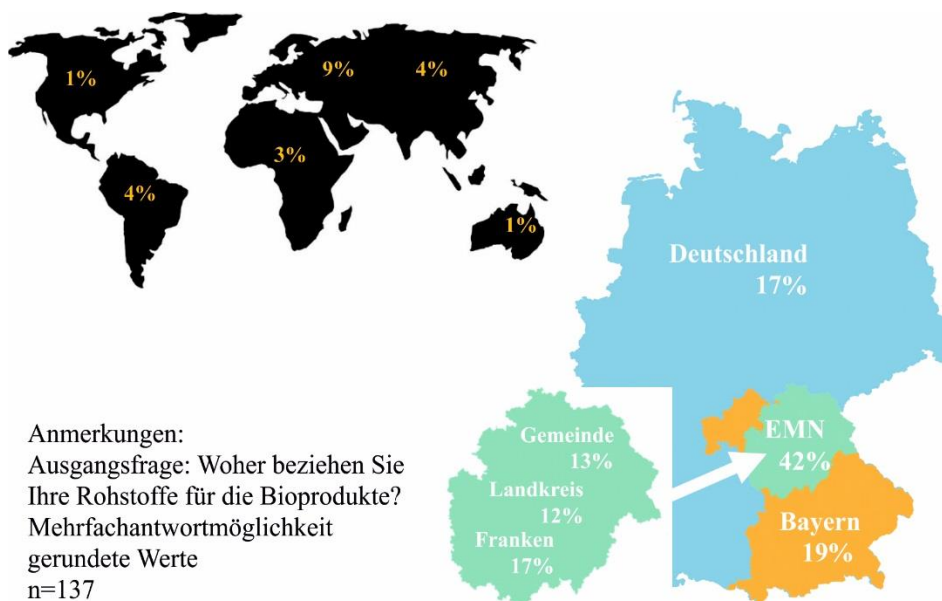 1%
9%
4%
3%
4%
1%
Deutschland
17%
EMN
42%
Bayern
19%
Gemeinde
13%
Landkreis
12%
Franken
17%
Anmerkungen:
Ausgangsfrage: Woher beziehen Sie
Ihre Rohstoffe für die Bioprodukte?
Mehrfachantwortmöglichkeit
gerundete Werte
n=137